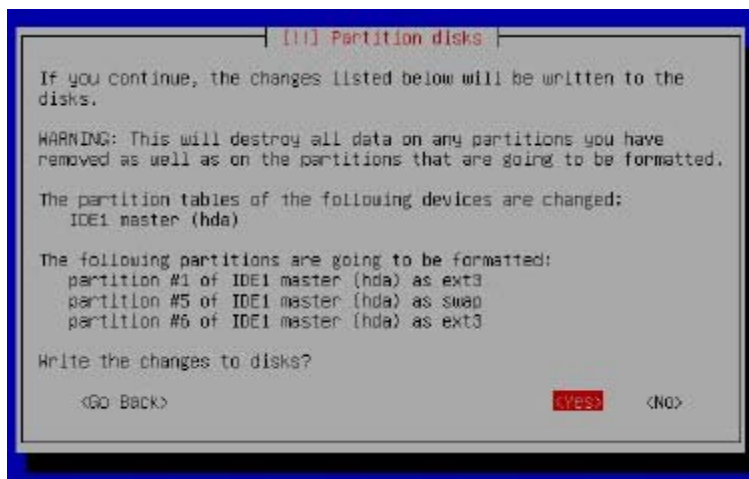 [!!] Partition disks
If you continue, the changes listed below will be written to the
disks.
WARNING: This will destroy all data on any partitions you have
removed as well as on the partitions that are going to be formatted.
The partition tables of the following devices are changed:
IDE1 master (hda)
The following partitions are going to be formatted:
partition #1 of IDE1 master (hda) as ext3
partition #5 of IDE1 master (hda) as swap
partition #6 of IDE1 master (hda) as ext3
Write the changes to disks?
<Go Back> <Yes> <No>